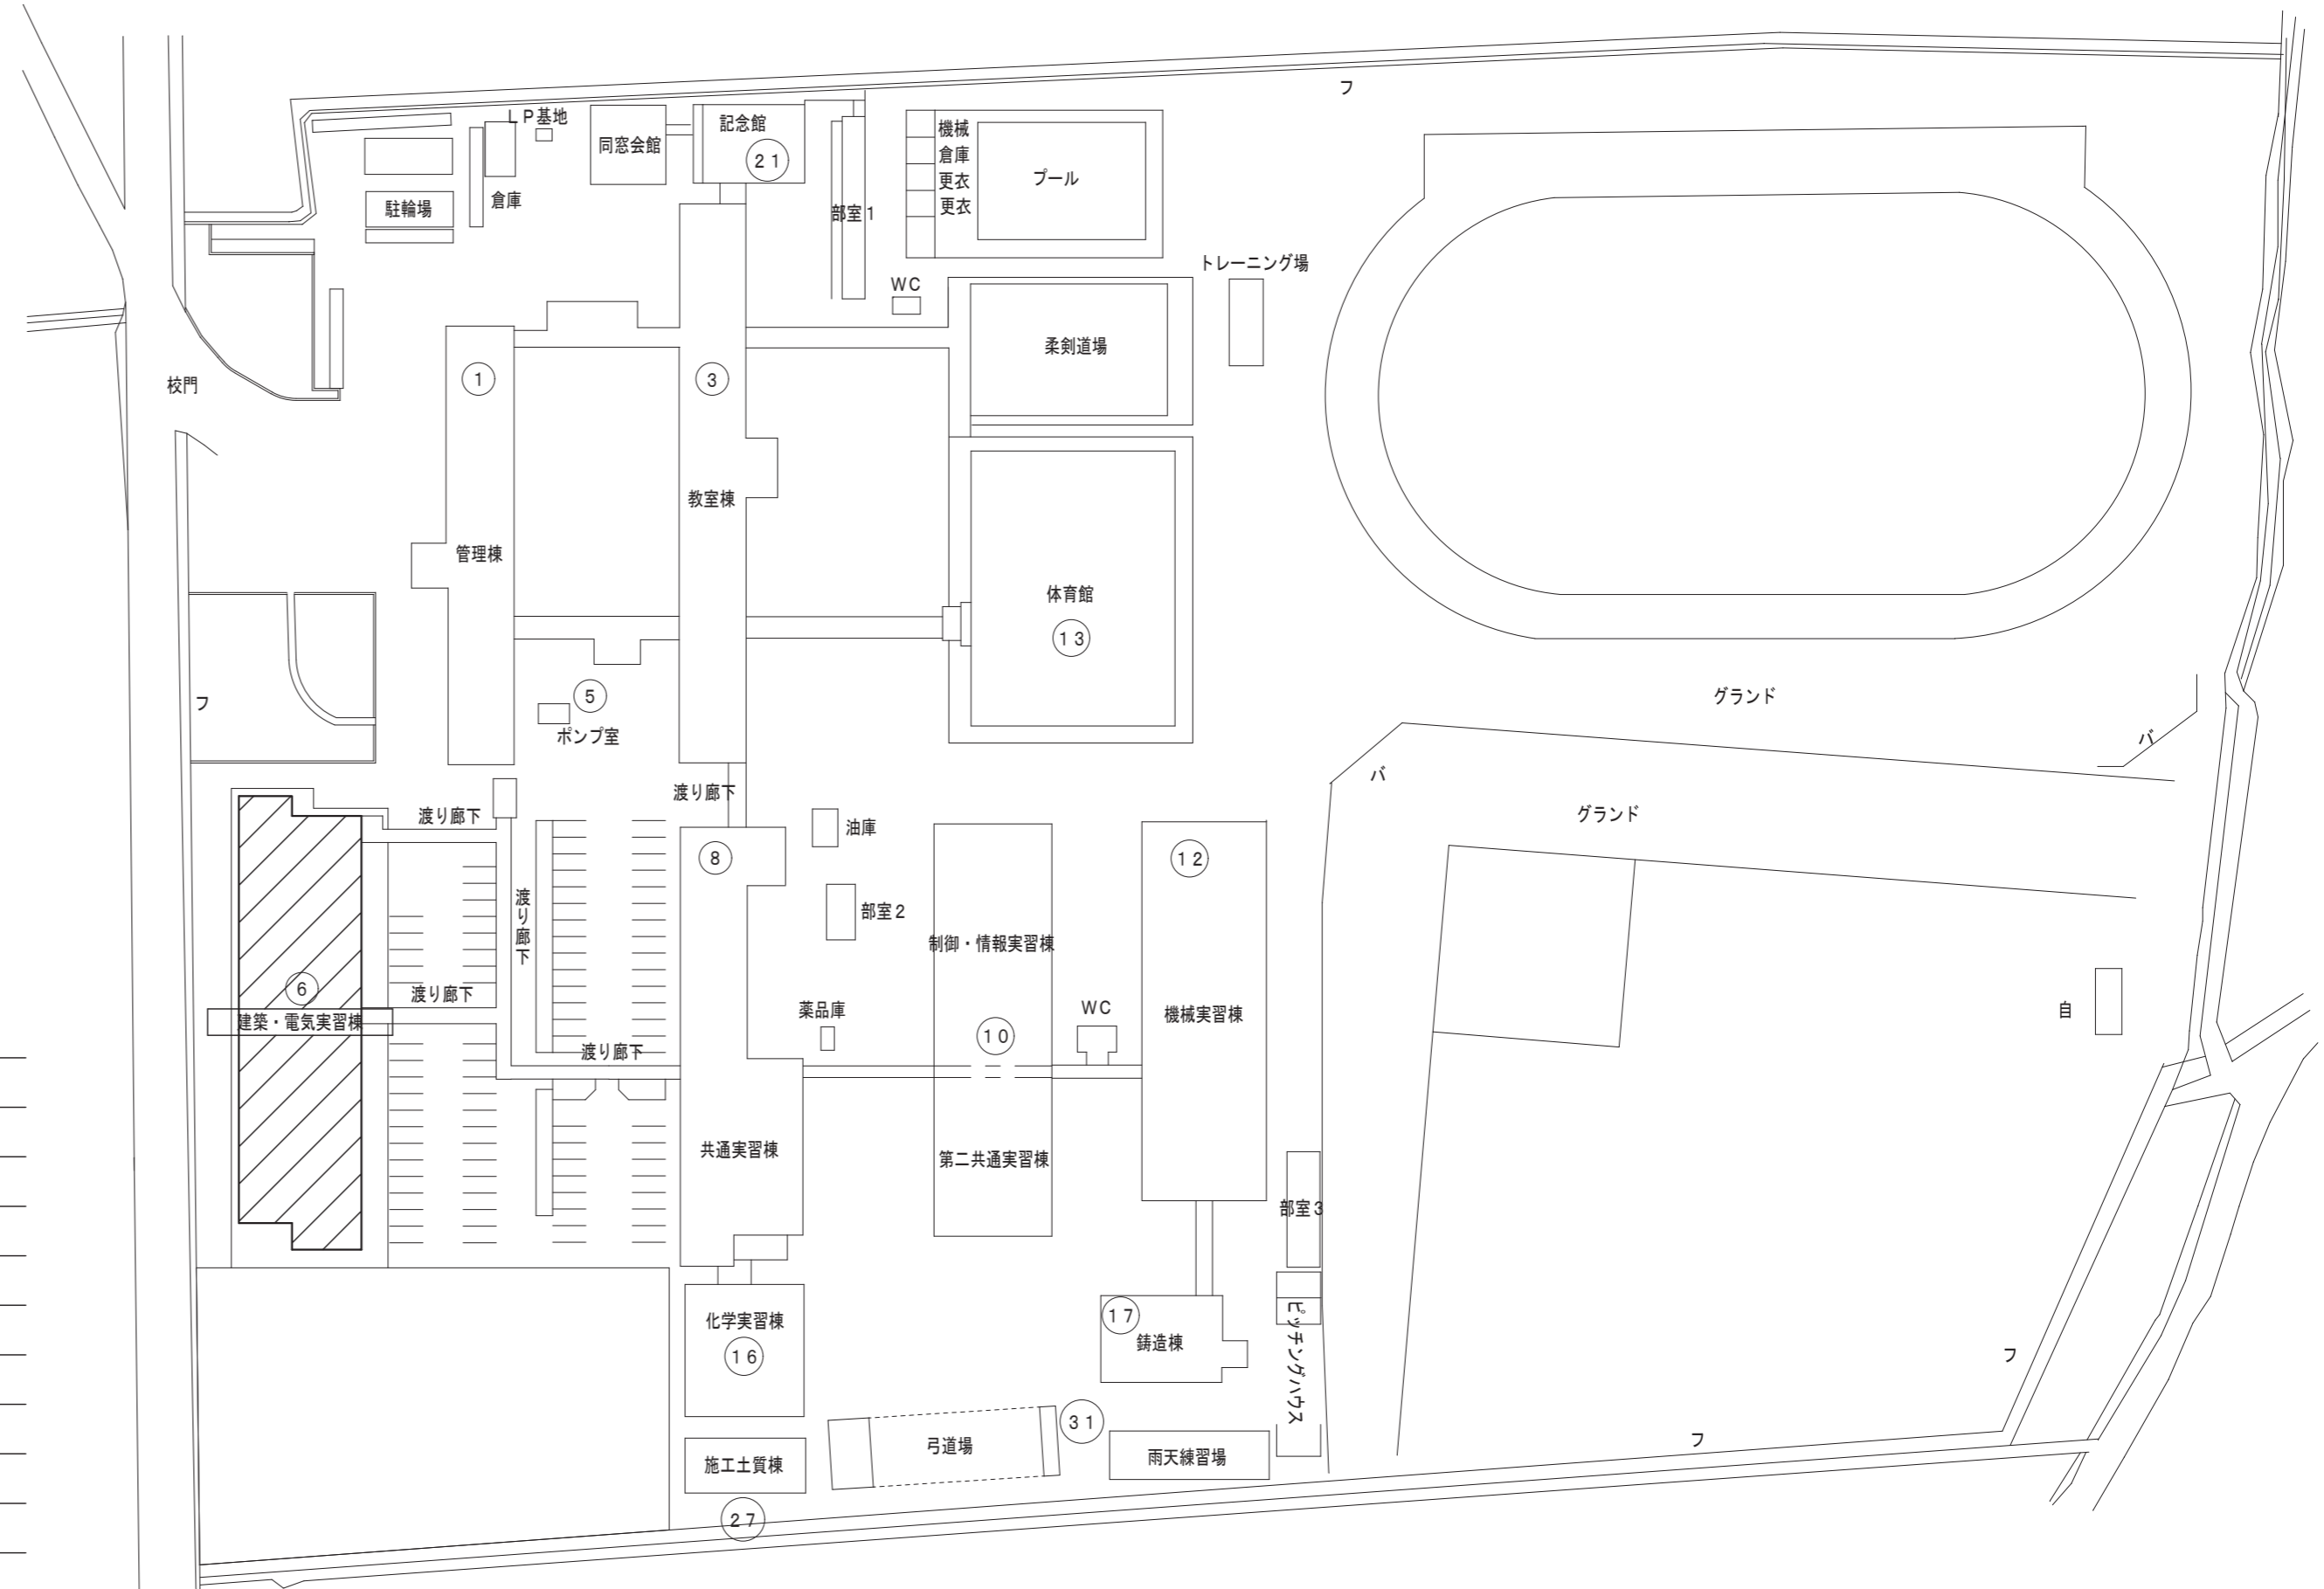 フ
ＬＰ基地
記念館
機械
同窓会館
倉庫
２１
更衣
プール
倉庫
更衣
駐輪場
部室１
トレーニング場
ＷＣ
柔剣道場
校門
１
３
教室棟
管理棟
体育館
１３
５
グランド
フ
ポンプ室
バ
バ
渡り廊下
渡り廊下
グランド
油庫
８
１２
渡り廊下
部室２
制御・情報実習棟
６
渡り廊下
薬品庫
ＷＣ
自
機械実習棟
建築・電気実習棟
１０
渡り廊下
共通実習棟
第二共通実習棟
部室３
１７
化学実習棟
鋳造棟
ピッチングハウス
１６
フ
３１
弓道場
フ
雨天練習場
施工土質棟
２７